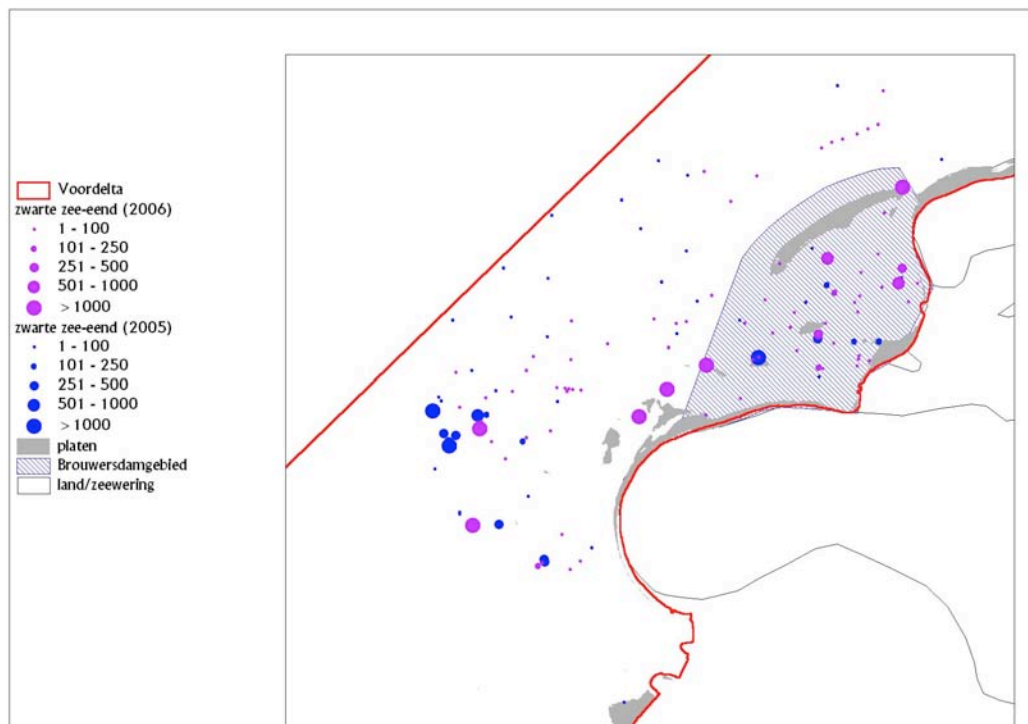 Voordelta
zwarte zee-eend (2006)
1 - 100
101 - 250
251 - 500
501 - 1000
> 1000
zwarte zee-eend (2005)
1 - 100
101 - 250
251 - 500
501 - 1000
> 1000
platen
Brouwersdamgebied
land/zeewering